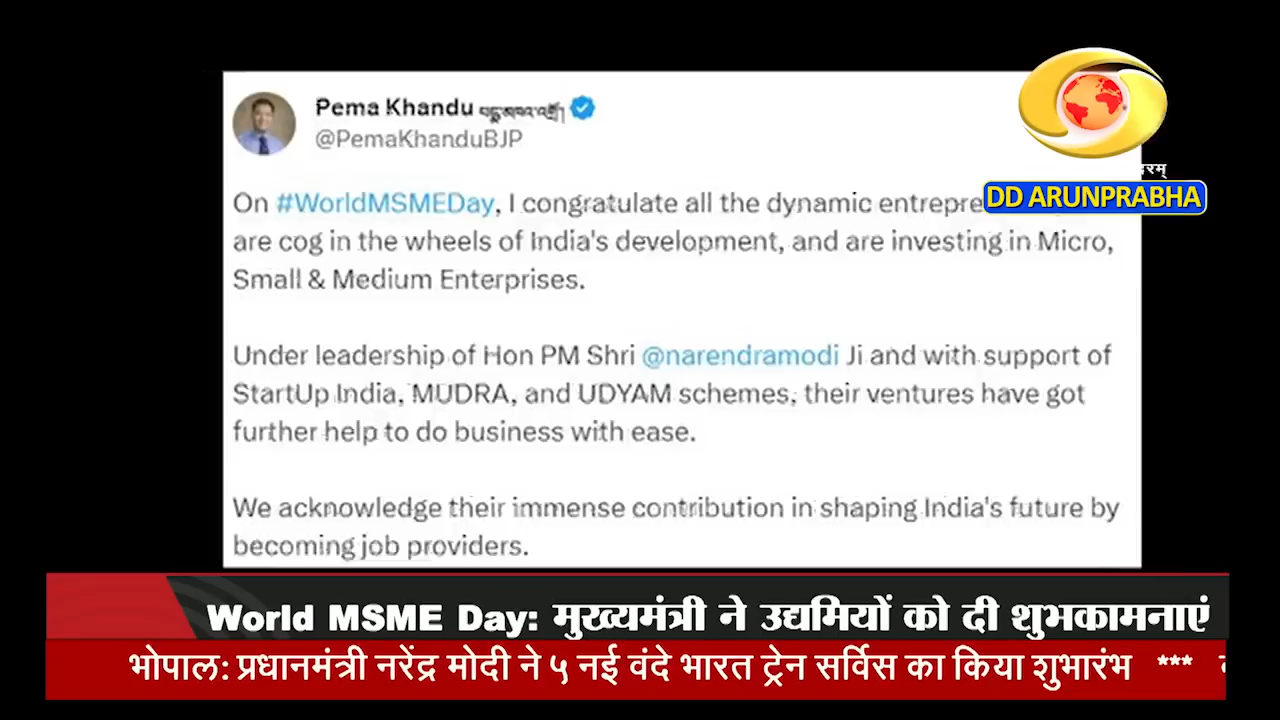 Pema Khandu པདྨ་མཁའ་འགྲོ།
@PemaKhanduBJP
दरम्
DD ARUNPRABHA
On #WorldMSMEDay, I congratulate all the dynamic
are cog in the wheels of India's development, and are investing in Micro,
Small & Medium Enterprises.
Under leadership of Hon PM Shri @narendramodi Ji and with support of
StartUp India, MUDRA, and UDYAM schemes, their ventures have got
further help to do business with ease.
We acknowledge their immense contribution in shaping India's future by
becoming job providers.
World MSME Day: मुख्यमंत्री ने उद्यमियों को दी शुभकामनाएं
भोपाल: प्रधानमंत्री नरेंद्र मोदी ने ५ नई वंदे भारत ट्रेन सर्विस का किया शुभारंभ ***